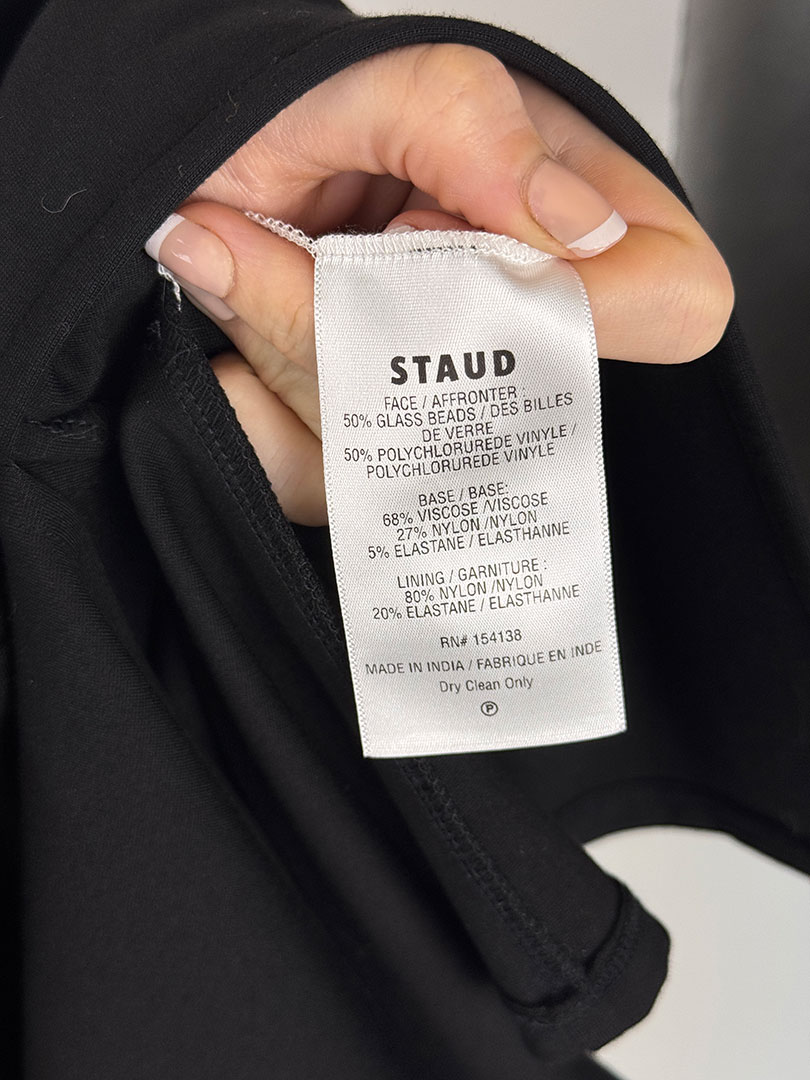 STAUD
FACE / AFFRONTER :
50% GLASS BEADS / DES BILLES
DE VERRE
50% POLYCHLORUREDE VINYLE /
POLYCHLORUREDE VINYLE
BASE / BASE:
68% VISCOSE /VISCOSE
27% NYLON /NYLON
5% ELASTANE / ELASTHANNE
LINING / GARNITURE :
80% NYLON /NYLON
20% ELASTANE / ELASTHANNE
RN# 154138
MADE IN INDIA / FABRIQUE EN INDE
Dry Clean Only
P